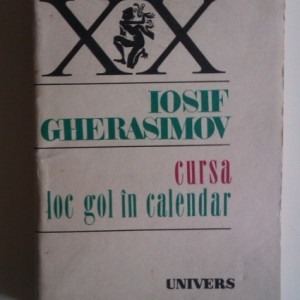 XX
IOSIF
GHERASIMOV
cursa
loc gol în calendar
UNIVERS